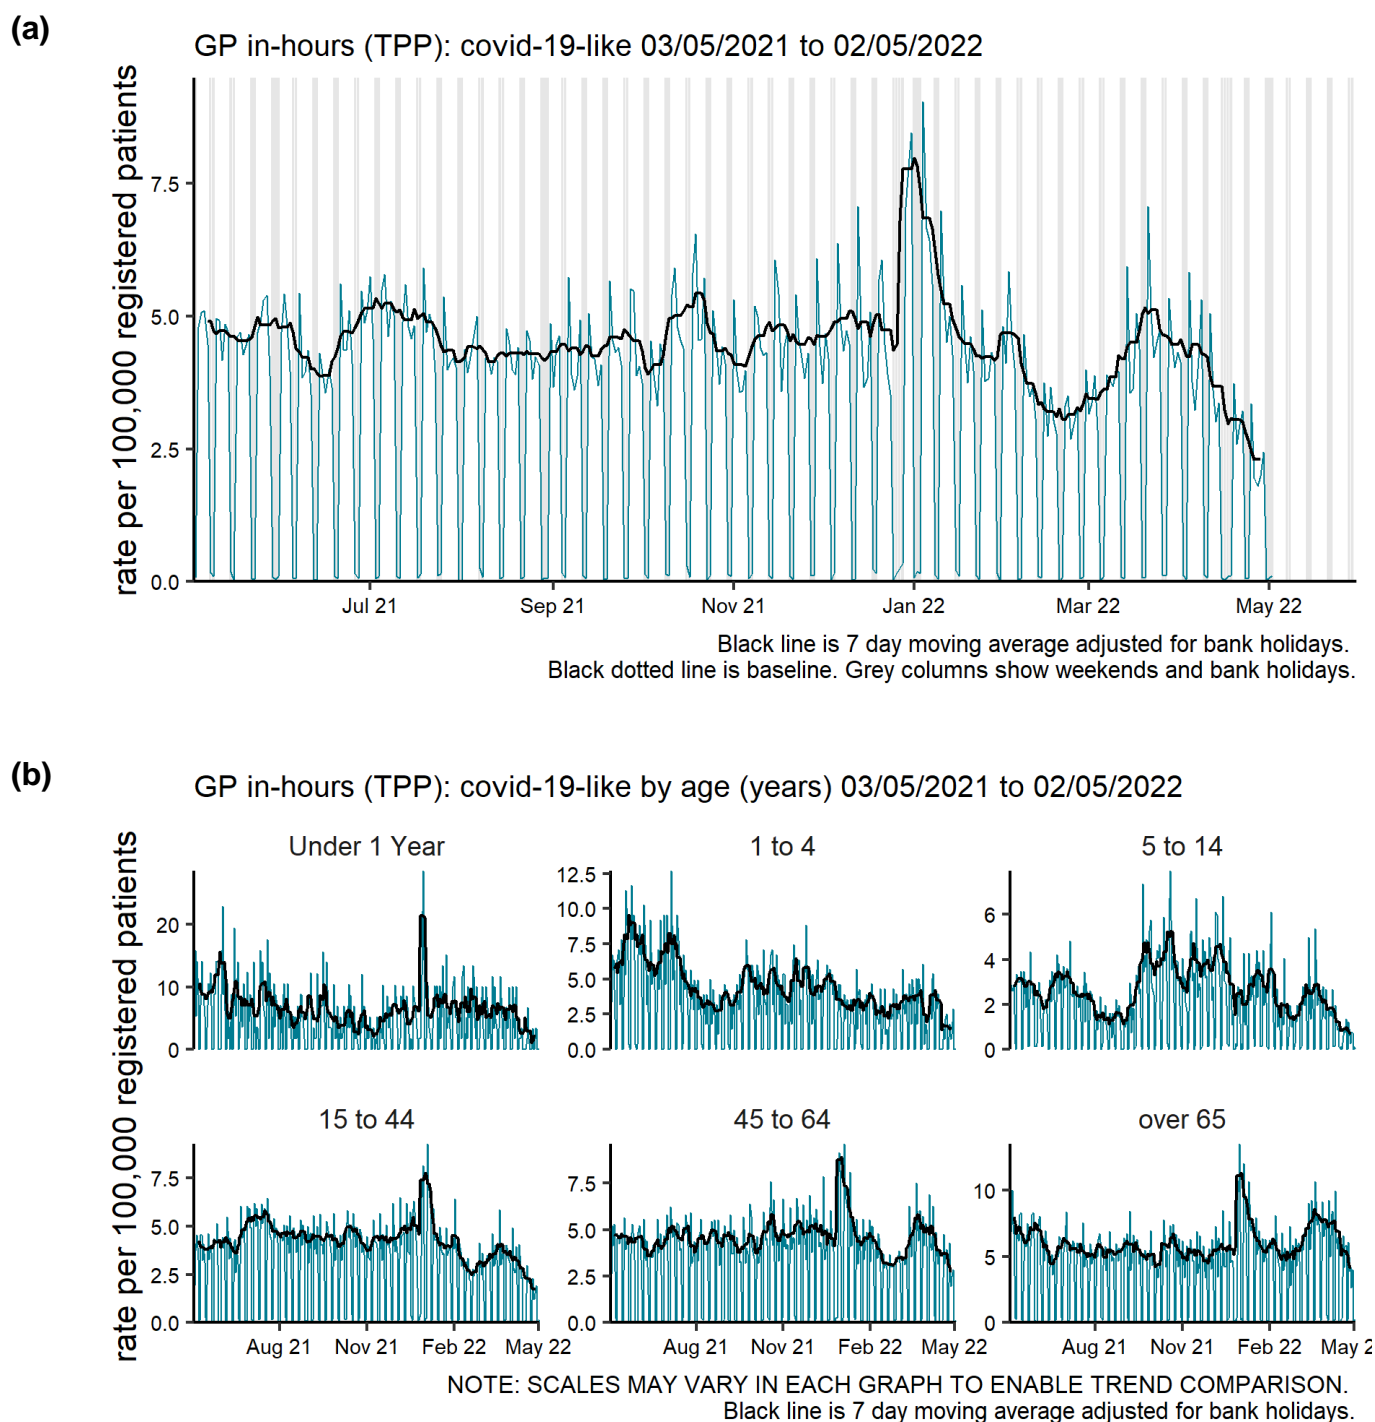 (a)
GP in-hours (TPP): covid-19-like 03/05/2021 to 02/05/2022
rate per 100,000 registered patients
7.5
5.0
2.5
0.0
Jul 21 Sep 21 Nov 21 Jan 22 Mar 22 May 22
Black line is 7 day moving average adjusted for bank holidays.
Black dotted line is baseline. Grey columns show weekends and bank holidays.
(b)
GP in-hours (TPP): covid-19-like by age (years) 03/05/2021 to 02/05/2022
rate per 100,000 registered patients
Under 1 Year
20
10
0
1 to 4
12.5
10.0
7.5
5.0
2.5
0.0
5 to 14
6
4
2
0
15 to 44
7.5
5.0
2.5
0.0
Aug 21 Nov 21 Feb 22 May 22
45 to 64
7.5
5.0
2.5
0.0
Aug 21 Nov 21 Feb 22 May 22
over 65
10
5
0
Aug 21 Nov 21 Feb 22 May 2
NOTE: SCALES MAY VARY IN EACH GRAPH TO ENABLE TREND COMPARISON.
Black line is 7 day moving average adjusted for bank holidays.